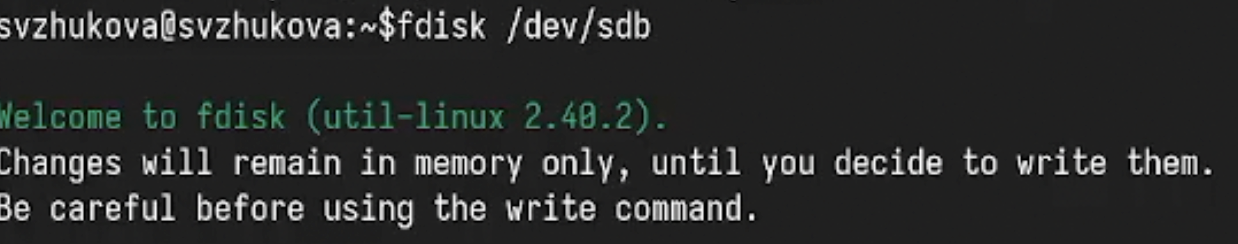 svzhukova@svzhukova:~$fdisk /dev/sdb
Welcome to fdisk (util-linux 2.40.2).
Changes will remain in memory only, until you decide to write them.
Be careful before using the write command.